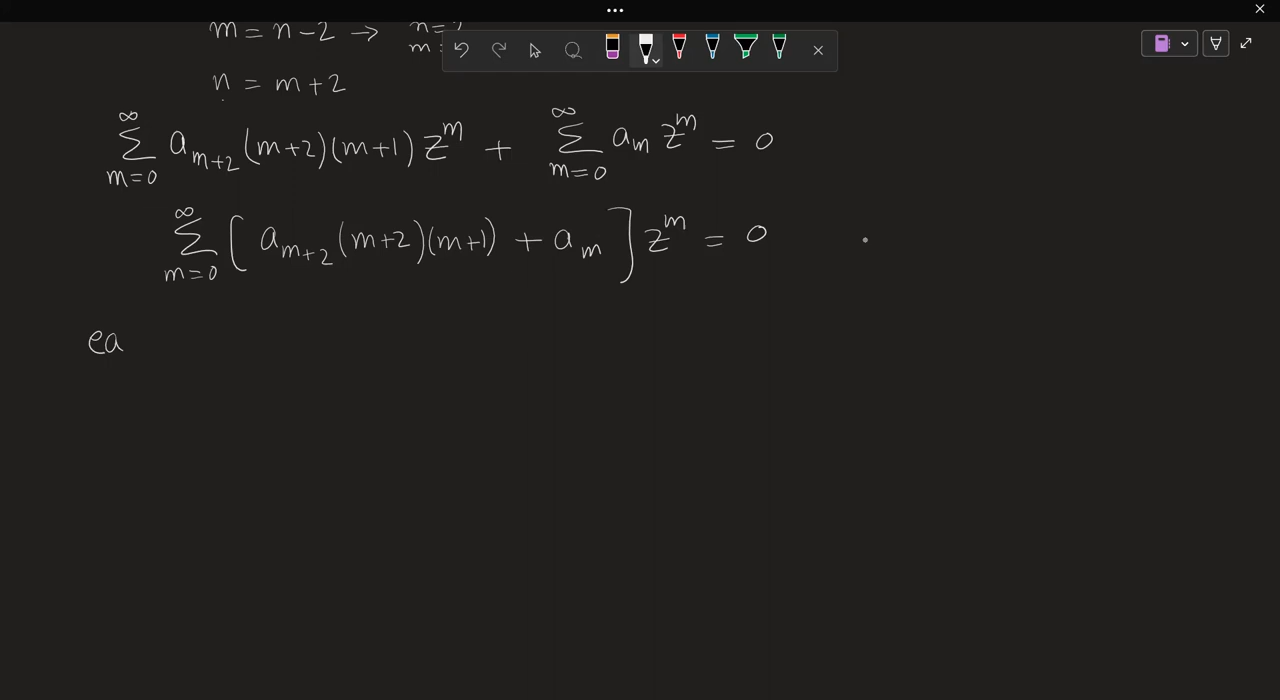 m = n-2 → n=
m=
n = m+2
∞ ∑ m=0 a_{m+2} (m+2)(m+1) z^m + ∞ ∑ m=0 a_m z^m = 0
∞ ∑ m=0 [ a_{m+2} (m+2)(m+1) + a_m ] z^m = 0
ea